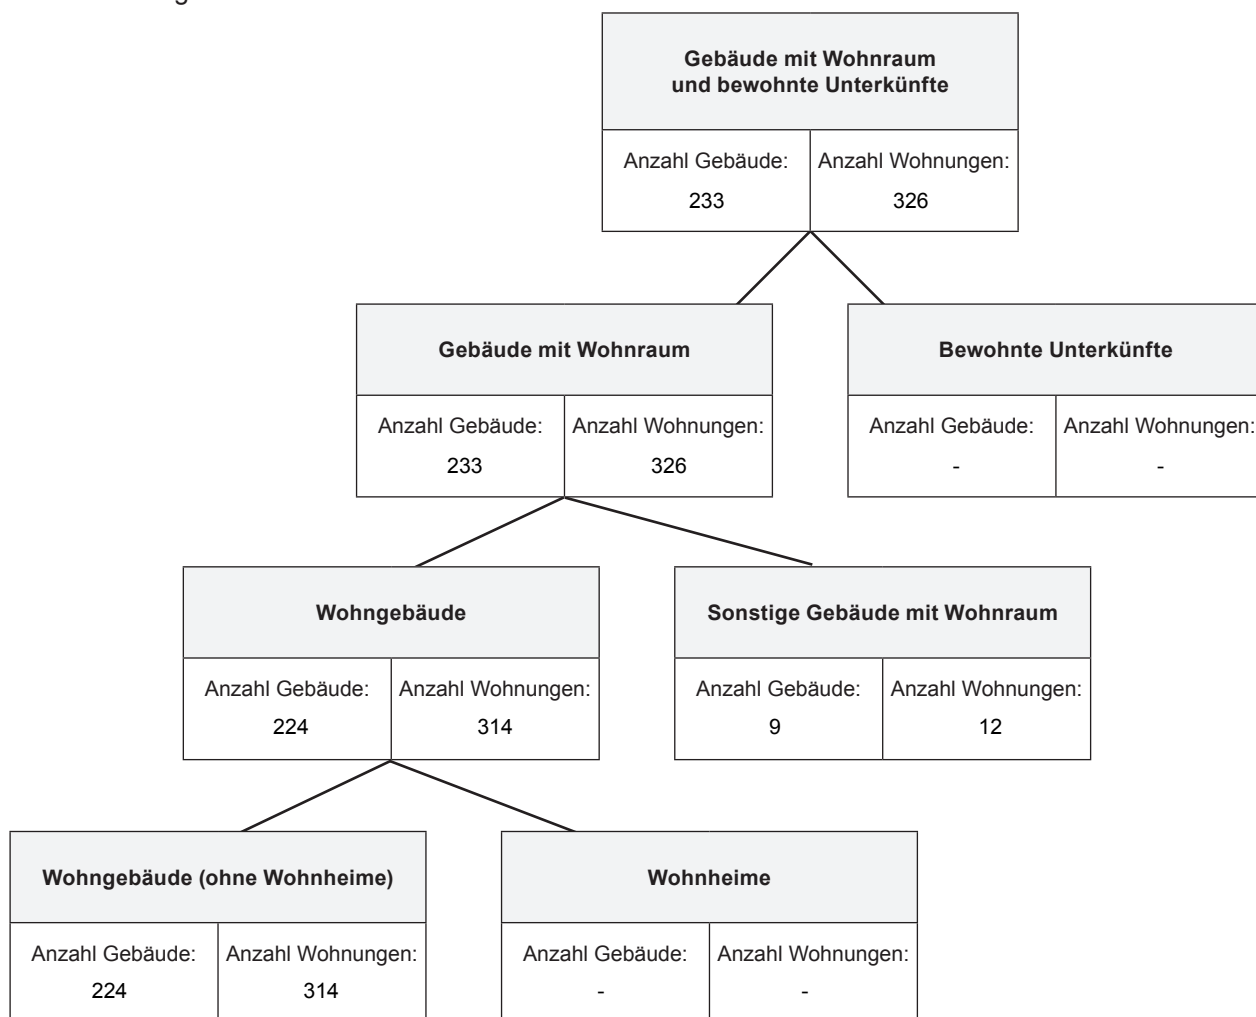 Gebäude mit Wohnraum
und bewohnte Unterkünfte
Anzahl Gebäude: Anzahl Wohnungen:
233 326
Gebäude mit Wohnraum Bewohnte Unterkünfte
Anzahl Gebäude: Anzahl Wohnungen: Anzahl Gebäude: Anzahl Wohnungen:
233 326 - -
Wohngebäude Sonstige Gebäude mit Wohnraum
Anzahl Gebäude: Anzahl Wohnungen: Anzahl Gebäude: Anzahl Wohnungen:
224 314 9 12
Wohngebäude (ohne Wohnheime) Wohnheime
Anzahl Gebäude: Anzahl Wohnungen: Anzahl Gebäude: Anzahl Wohnungen:
224 314 - -